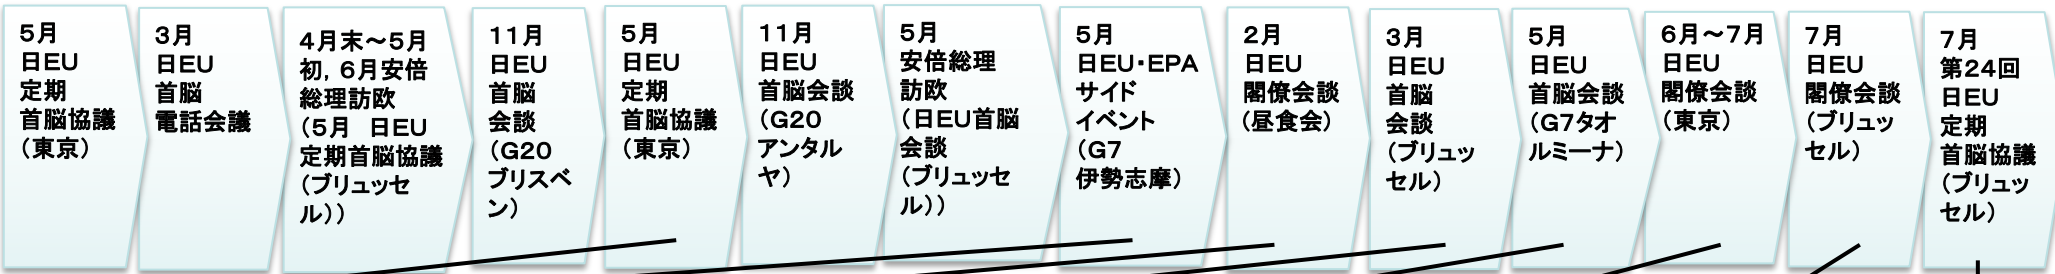 5月
日EU
定期
首脳協議
(東京)
3月
日EU
首脳
電話会議
4月末~5月
初,6月安倍
総理訪欧
(5月 日EU
定期首脳協議
(ブリュッセ
ル))
11月
日EU
首脳
会談
(G20
ブリスベ
ン)
5月
日EU
定期
首脳協議
(東京)
11月
日EU
首脳会談
(G20
アンタル
ヤ)
5月
安倍総理
訪欧
(日EU首脳
会談
(ブリュッセ
ル))
5月
日EU・EPA
サイド
イベント
(G7
伊勢志摩)
2月
日EU
閣僚会談
(昼食会)
3月
日EU
首脳
会談
(ブリュッ
セル)
5月
日EU
首脳会談
(G7タオ
ルミーナ)
6月~7月
日EU
閣僚会談
(東京)
7月
日EU
閣僚会談
(ブリュッ
セル)
7月
第24回
日EU
定期
首脳協議
(ブリュッ
セル)